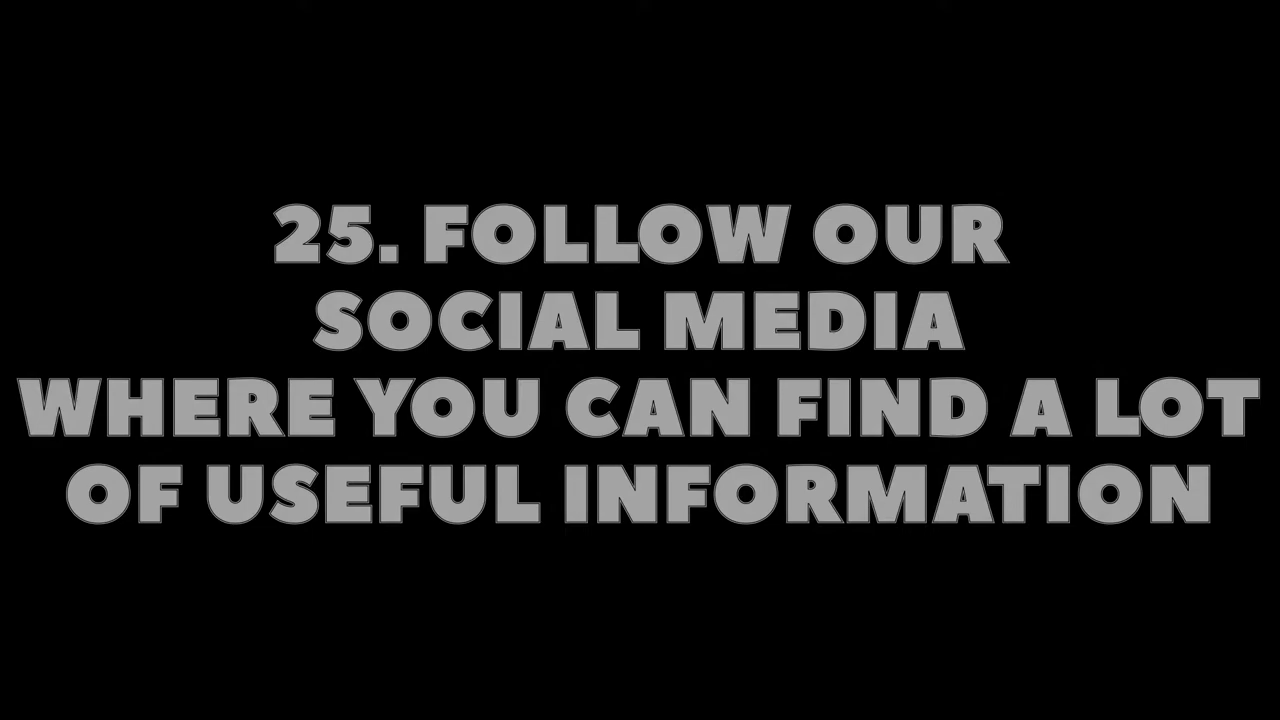 25. FOLLOW OUR
SOCIAL MEDIA
WHERE YOU CAN FIND A LOT
OF USEFUL INFORMATION